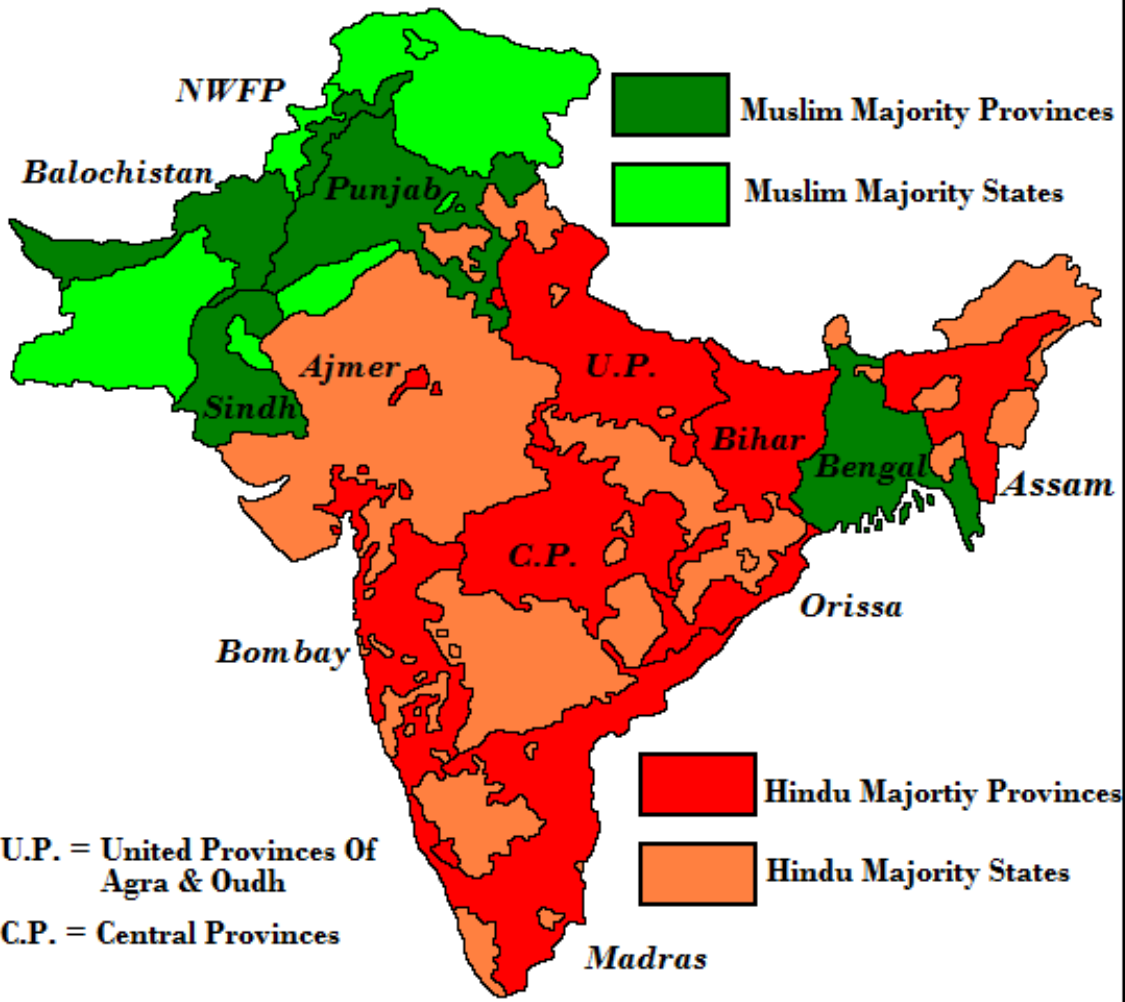 NWFP
Muslim Majority Provinces
Balochistan
Punjab
Muslim Majority States
Ajmer
U.P.
Sindh
Bihar
Bengal
Assam
C.P.
Orissa
Bombay
Hindu Majortiy Provinces
U.P. = United Provinces Of
Agra & Oudh
Hindu Majority States
C.P. = Central Provinces
Madras